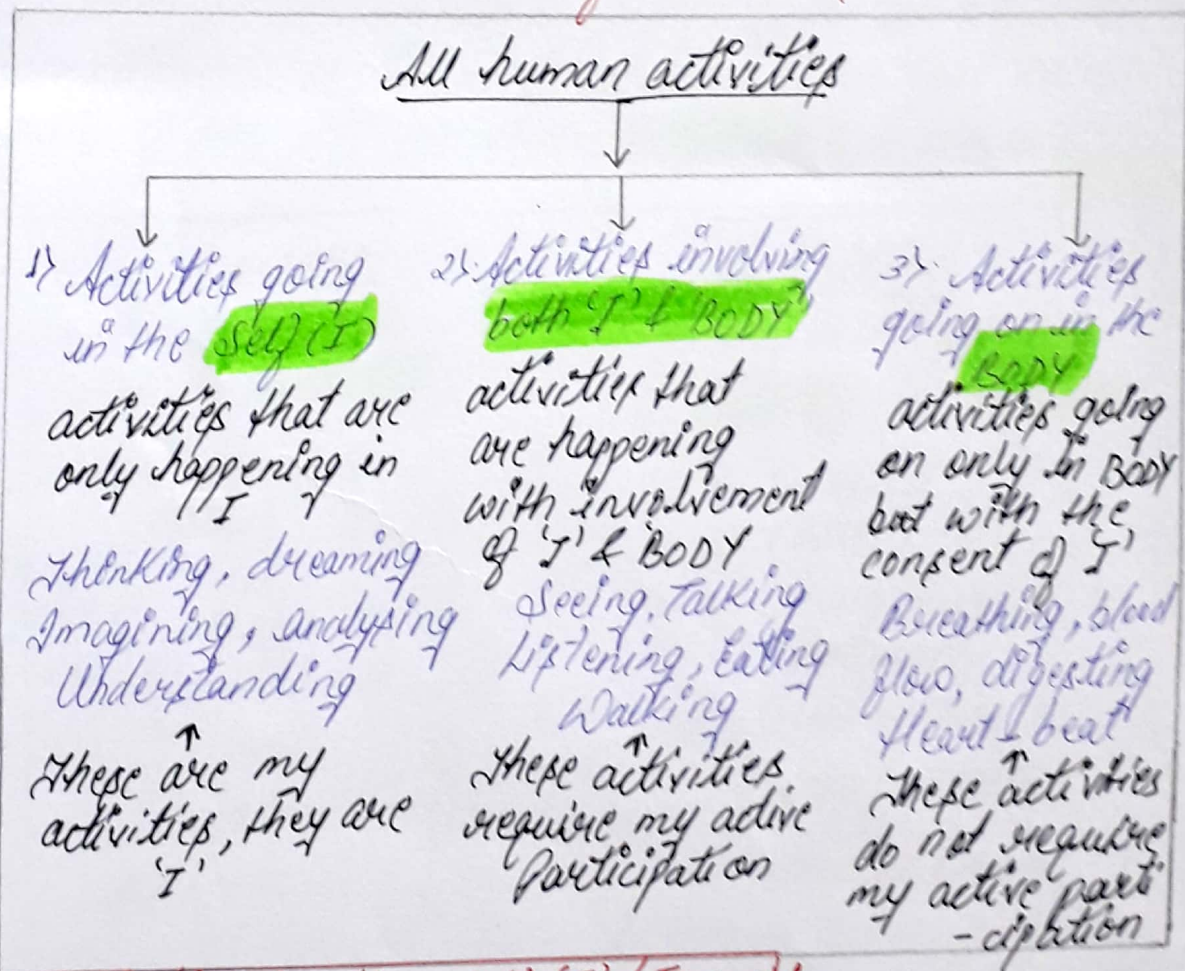 All human activities
1) Activities going
in the Self (I)
activities that are
only happening in
I
Thinking, dreaming
Imagining, analysing
Understanding
↑
These are my
activities, they are
'I'
2) Activities involving
both 'I' & 'BODY'
activities that
are happening
with involvement
of 'I' & BODY
Seeing, Talking
Listening, Eating
Walking
↑
These activities
require my active
participation
3) Activities
going on in the
BODY
activities going
on only in BODY
but with the
consent of 'I'
Breathing, blood
flow, digesting
Heart-beat
↑
These activities
do not require
my active parti
-cipation